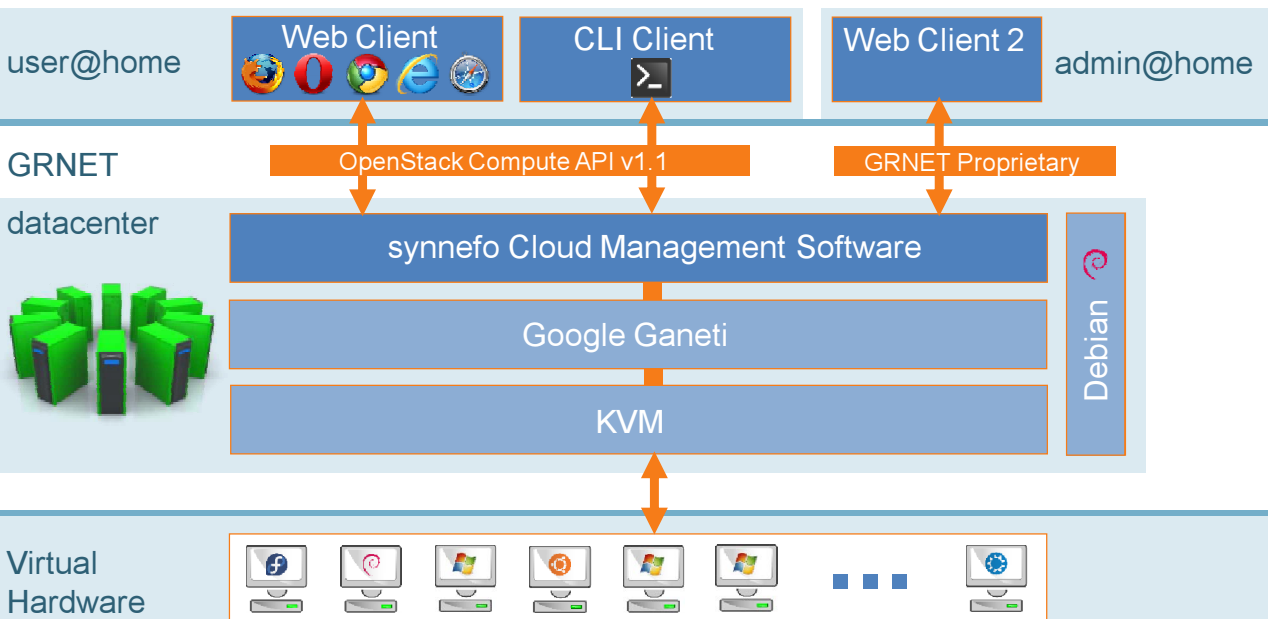 user@home
Web Client
CLI Client
Web Client 2
admin@home
GRNET
OpenStack Compute API v1.1
GRNET Proprietary
datacenter
synnefo Cloud Management Software
Google Ganeti
KVM
Debian
Virtual
Hardware